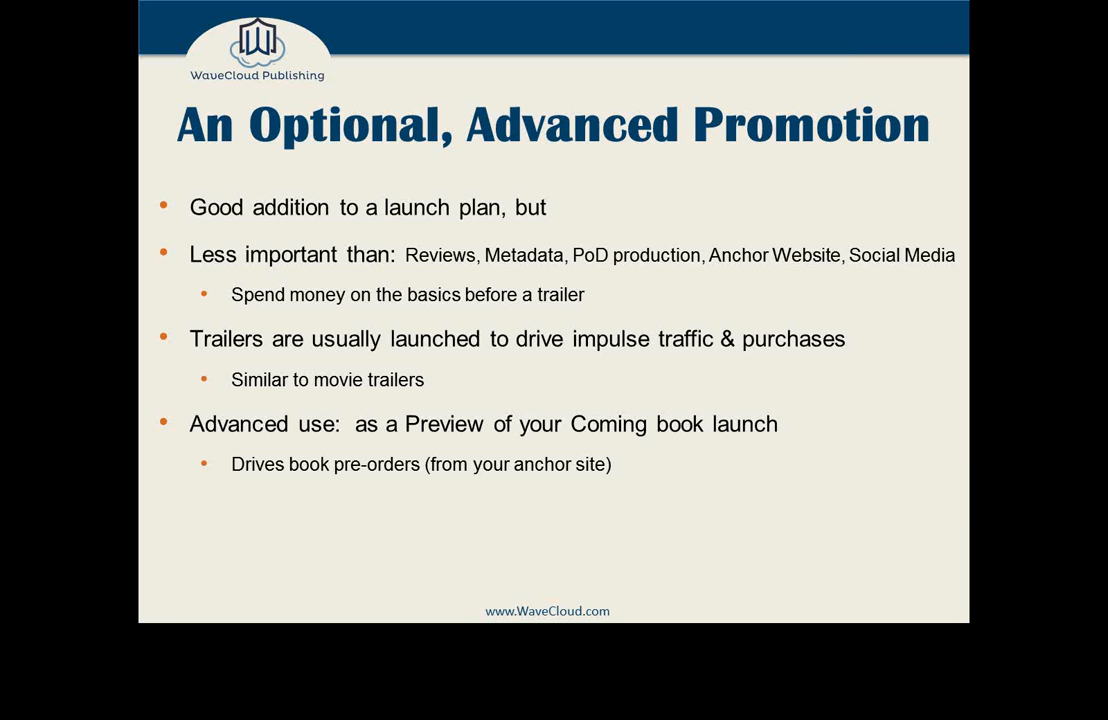 WaveCloud Publishing
An Optional, Advanced Promotion
• Good addition to a launch plan, but
• Less important than: Reviews, Metadata, PoD production, Anchor Website, Social Media
• Spend money on the basics before a trailer
• Trailers are usually launched to drive impulse traffic & purchases
• Similar to movie trailers
• Advanced use: as a Preview of your Coming book launch
• Drives book pre-orders (from your anchor site)
www.WaveCloud.com